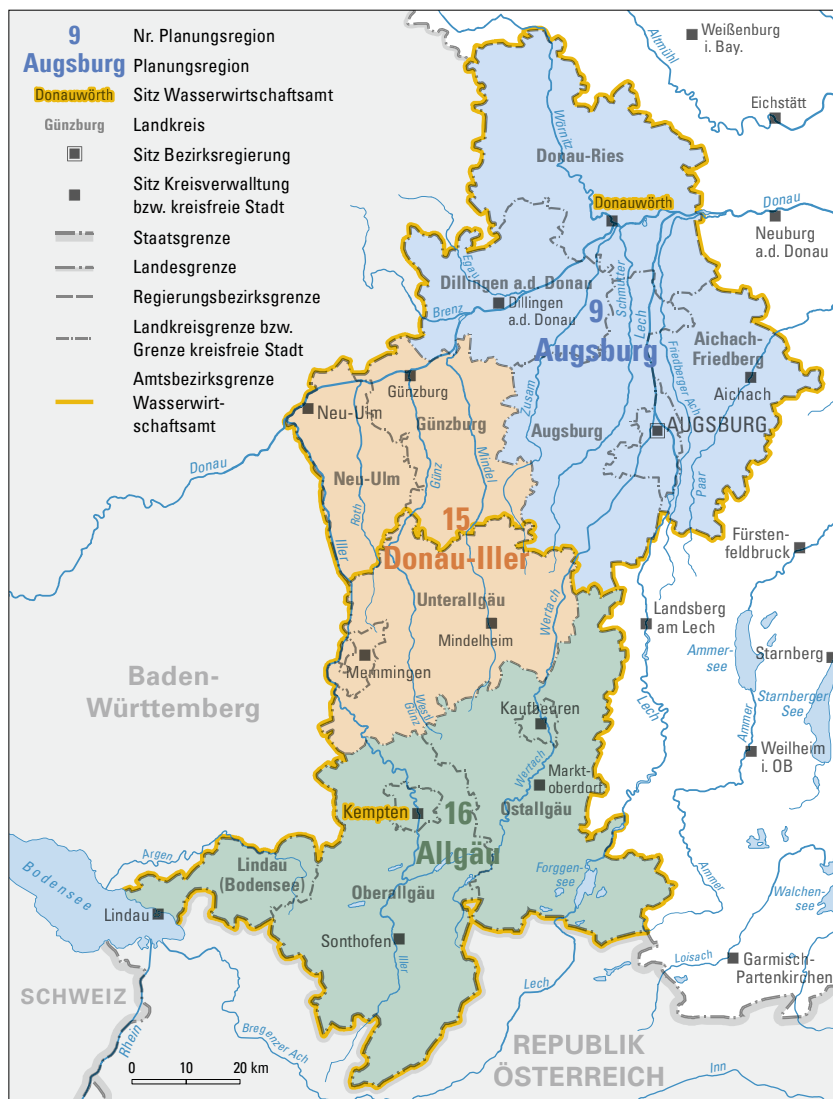 9
Nr. Planungsregion
Augsburg
Planungsregion
Donauwörth
Sitz Wasserwirtschaftsamt
Günzburg
Landkreis
Sitz Bezirksregierung
Sitz Kreisverwalltung
bzw. kreisfreie Stadt
Staatsgrenze
Landesgrenze
Regierungsbezirksgrenze
Landkreisgrenze bzw.
Grenze kreisfreie Stadt
Amtsbezirksgrenze
Wasserwirt-
schaftsamt
Altmühl
Weißenburg
i. Bay.
Eichstätt
Wörnitz
Donau-Ries
Donauwörth
Donau
Neuburg
a.d. Donau
Egau
Dillingen a.d. Donau
Dillingen
a.d. Donau
Brenz
Schmutter
Lech
9
Augsburg
Friedberger Ach
Aichach-
Friedberg
Aichach
Zusam
Günzburg
Günzburg
Neu-Ulm
Augsburg
AUGSBURG
Mindel
Günz
Neu-Ulm
Roth
Donau
Paar
Iller
15
Donau-Iller
Fürsten-
feldbruck
Unterallgäu
Wertach
Mindelheim
Landsberg
am Lech
Ammer-
see
Starnberg
Memmingen
Baden-
Württemberg
Starnberger
See
Westl.
Günz
Kaufbeuren
Lech
Ammer
Weilheim
i. OB
Wertach
Markt-
oberdorf
Kempten
16
Allgäu
Ostallgäu
Argen
Lindau
(Bodensee)
Bodensee
Oberallgäu
Forggen-
see
Ammer
Walchen-
see
Lindau
Sonthofen
Iller
Loisach
Garmisch-
Partenkirchen
Lech
SCHWEIZ
Rhein
Bregenzer Ach
REPUBLIK
ÖSTERREICH
Inn
0 10 20 km